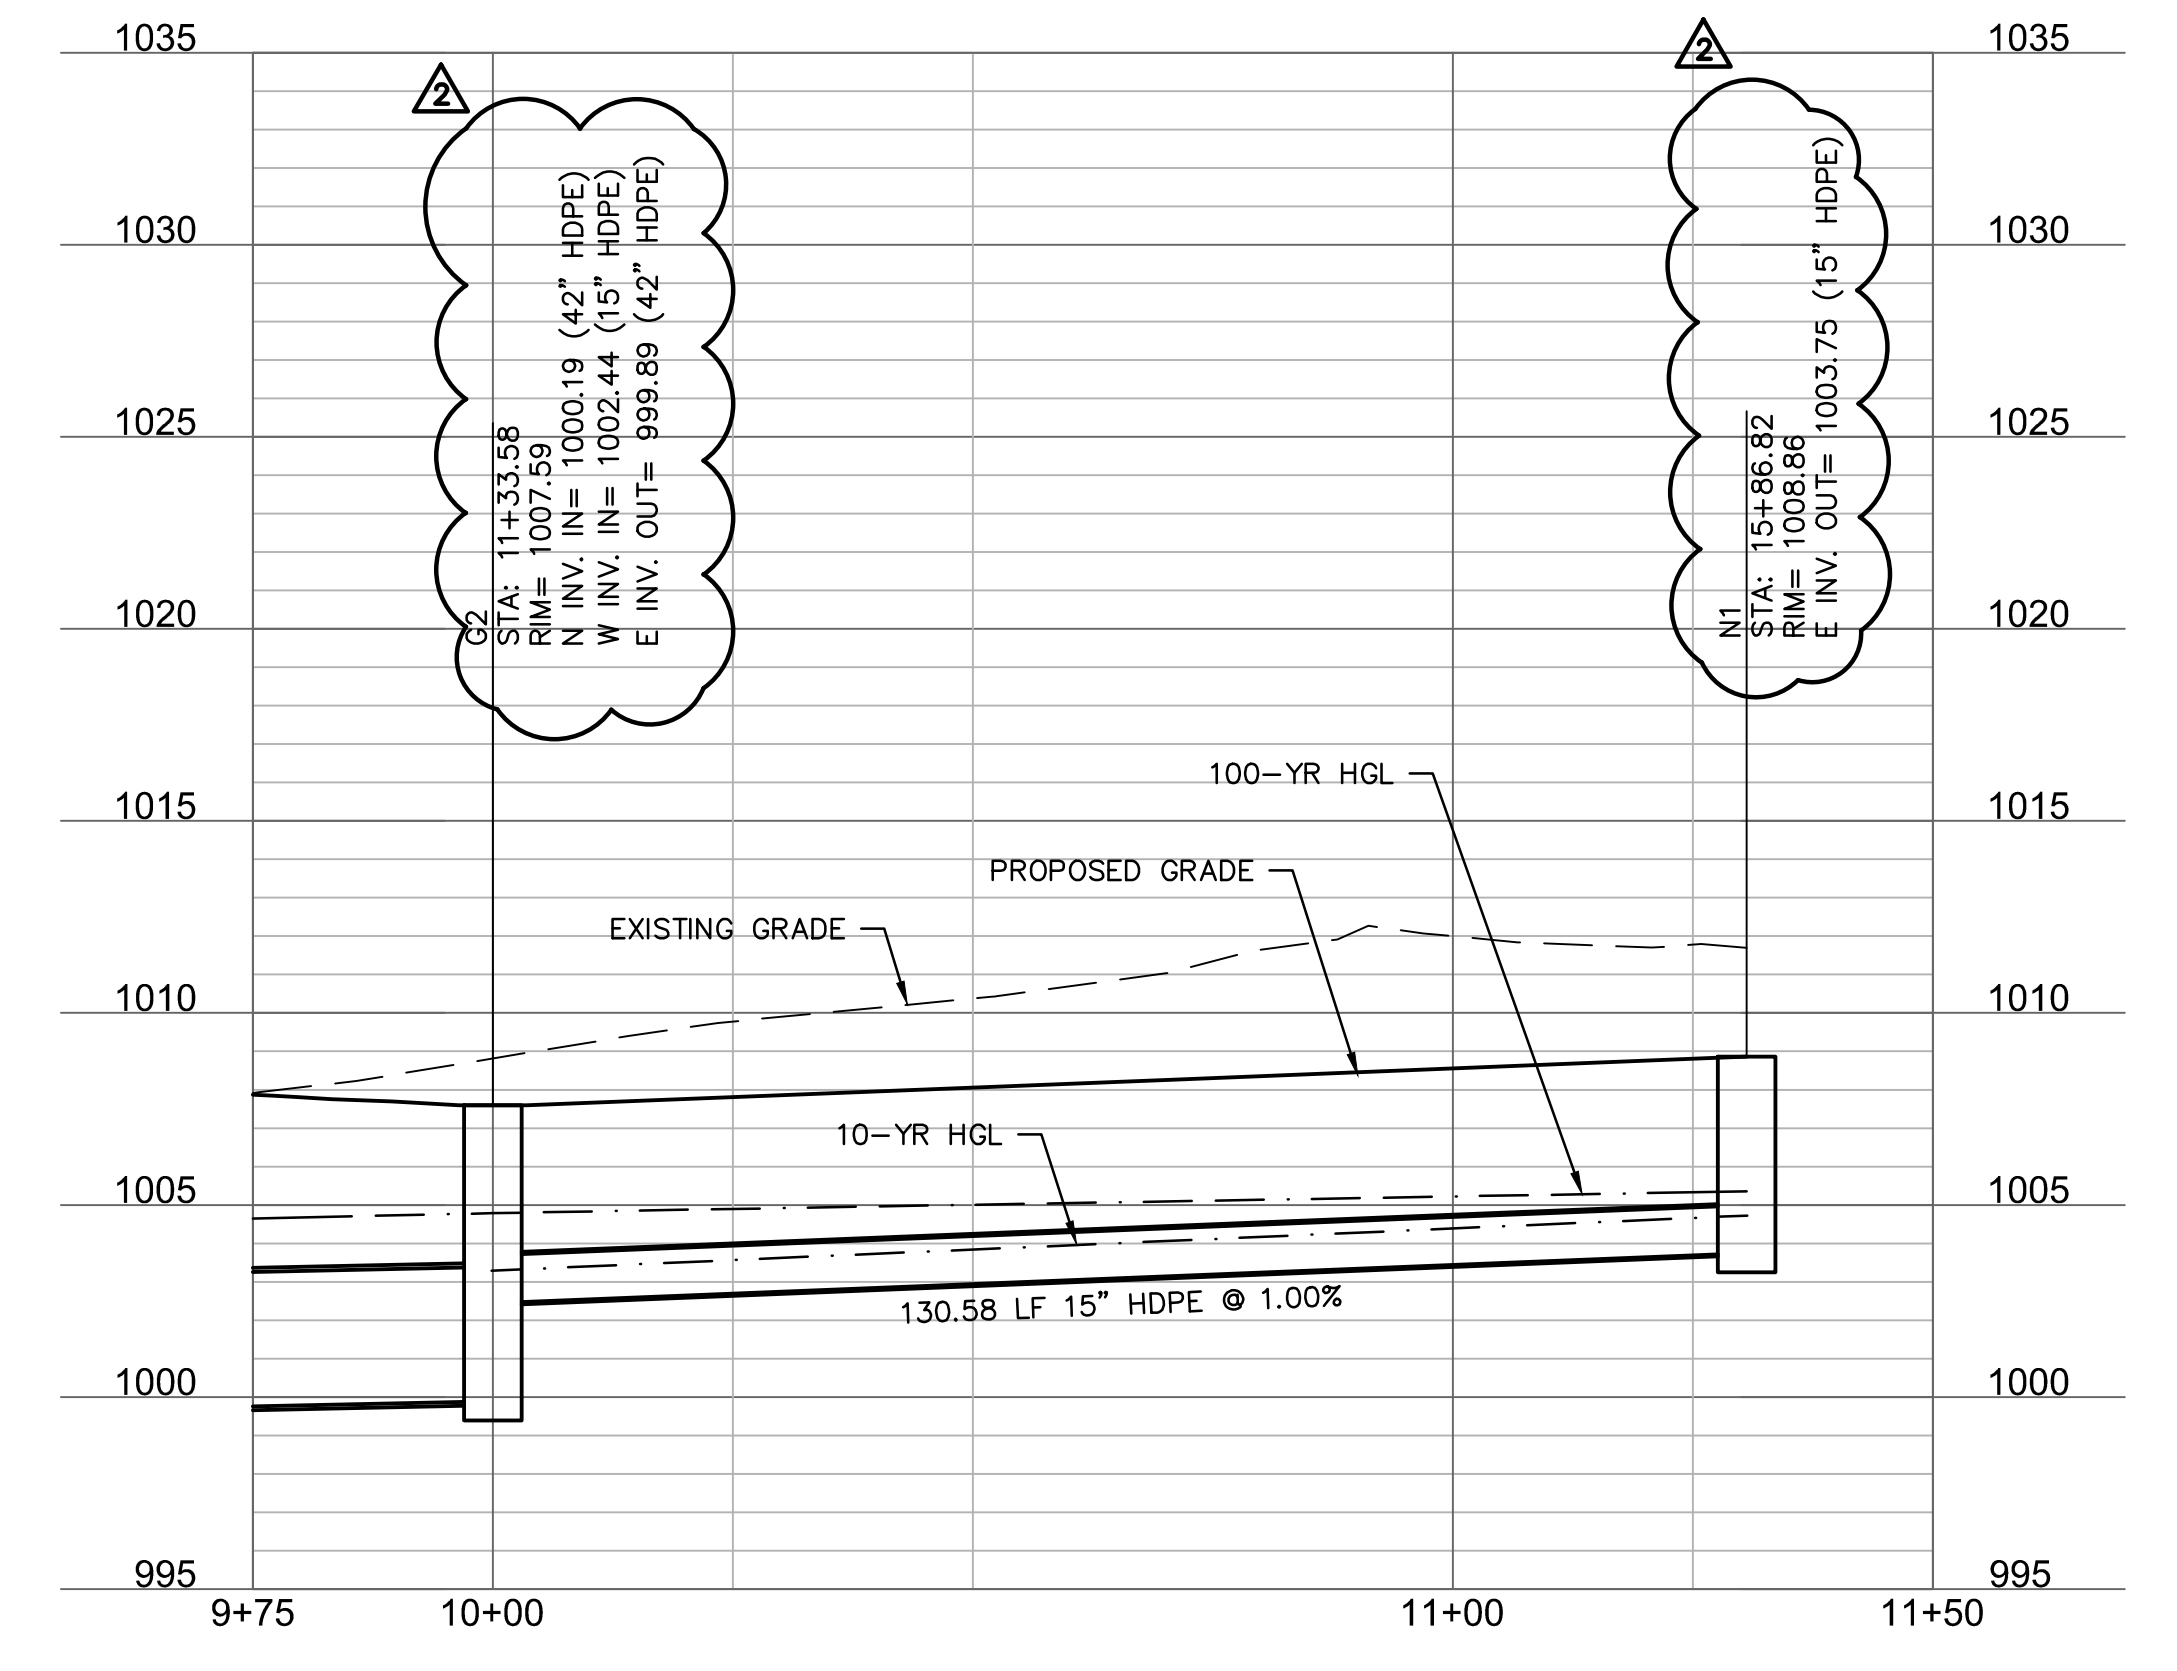 1035
1035
2
2
1030
1030
1025
1025
1020
1020
1015
1015
1010
1010
1005
1005
1000
1000
995
995
G2
STA: 11+33.58
RIM= 1007.59
N INV. IN= 1000.19 (42" HDPE)
W INV. IN= 1002.44 (15" HDPE)
E INV. OUT= 999.89 (42" HDPE)
N1
STA: 15+86.82
RIM= 1008.86
E INV. OUT= 1003.75 (15" HDPE)
100-YR HGL
PROPOSED GRADE
EXISTING GRADE
10-YR HGL
130.58 LF 15" HDPE @ 1.00%
9+75
10+00
11+00
11+50